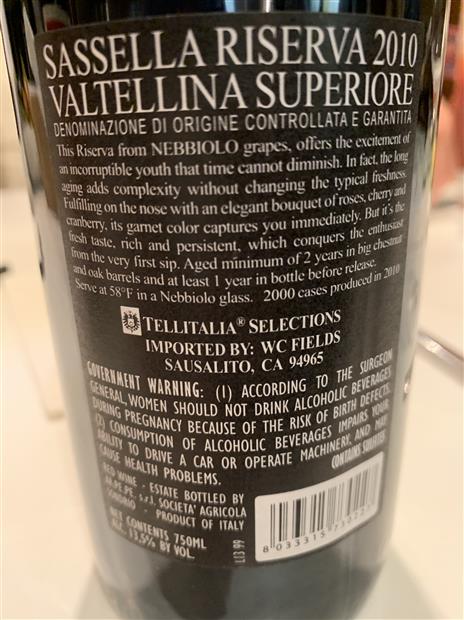 SASSELLA RISERVA 2010
VALTELLINA SUPERIORE
DENOMINAZIONE DI ORIGINE CONTROLLATA E GARANTITA
This Riserva from NEBBIOLO grapes, offers the excitement of
an incorruptible youth that time cannot diminish. In fact, the long
aging adds complexity without changing the typical freshness.
Fulfilling on the nose with an elegant bouquet of roses, cherry and
cranberry, its garnet color captures you immediately. But it's the
fresh taste, rich and persistent, which conquers the enthusiast
from the very first sip. Aged minimum of 2 years in big chestnut
and oak barrels and at least 1 year in bottle before release.
Serve at 58°F in a Nebbiolo glass. 2000 cases produced in 2010
TELLITALIA® SELECTIONS
IMPORTED BY: WC FIELDS
SAUSALITO, CA 94965
GOVERNMENT WARNING: (1) ACCORDING TO THE SURGEON
GENERAL, WOMEN SHOULD NOT DRINK ALCOHOLIC BEVERAGES
DURING PREGNANCY BECAUSE OF THE RISK OF BIRTH DEFECTS.
(2) CONSUMPTION OF ALCOHOLIC BEVERAGES IMPAIRS YOUR
ABILITY TO DRIVE A CAR OR OPERATE MACHINERY, AND MAY
CAUSE HEALTH PROBLEMS. CONTAINS SULFITES
RED WINE - ESTATE BOTTLED BY
AR.PE.PE. s.r.l. SOCIETA' AGRICOLA
SONDRIO - PRODUCT OF ITALY
NET CONTENTS 750ML
ALC. 13.5% BY VOL.
L13 99